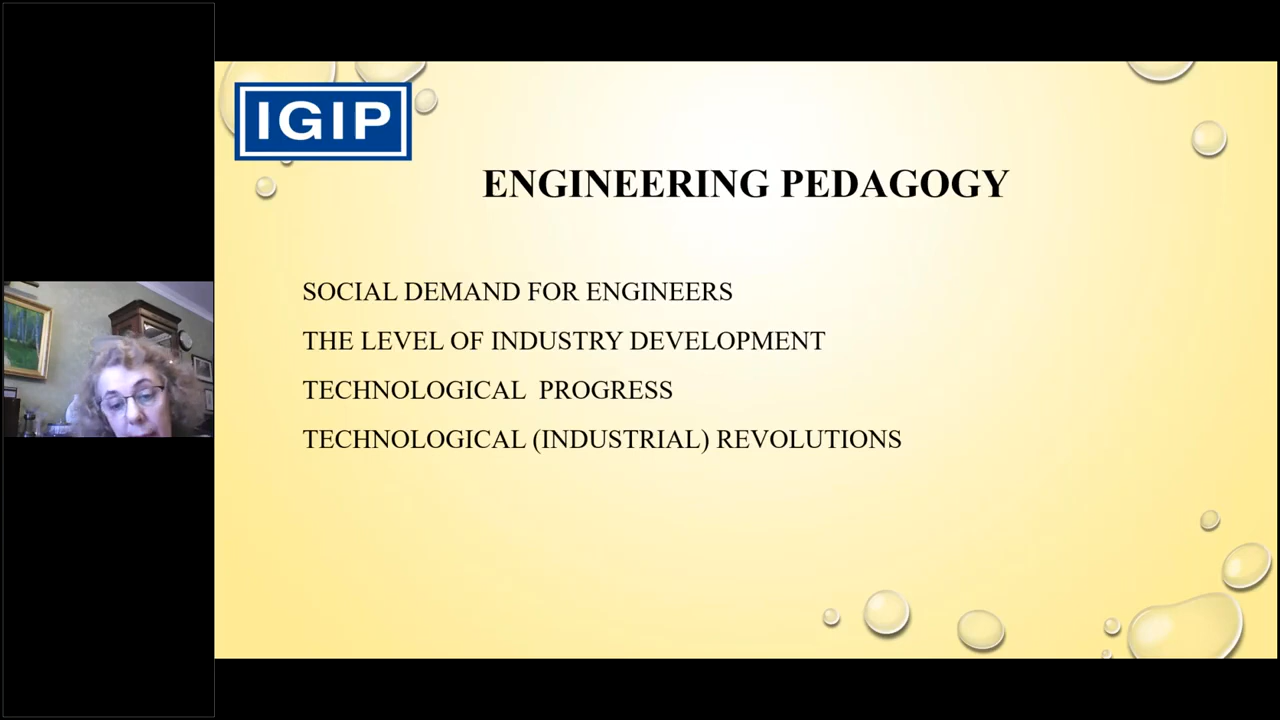 IGIP
ENGINEERING PEDAGOGY
SOCIAL DEMAND FOR ENGINEERS
THE LEVEL OF INDUSTRY DEVELOPMENT
TECHNOLOGICAL PROGRESS
TECHNOLOGICAL (INDUSTRIAL) REVOLUTIONS